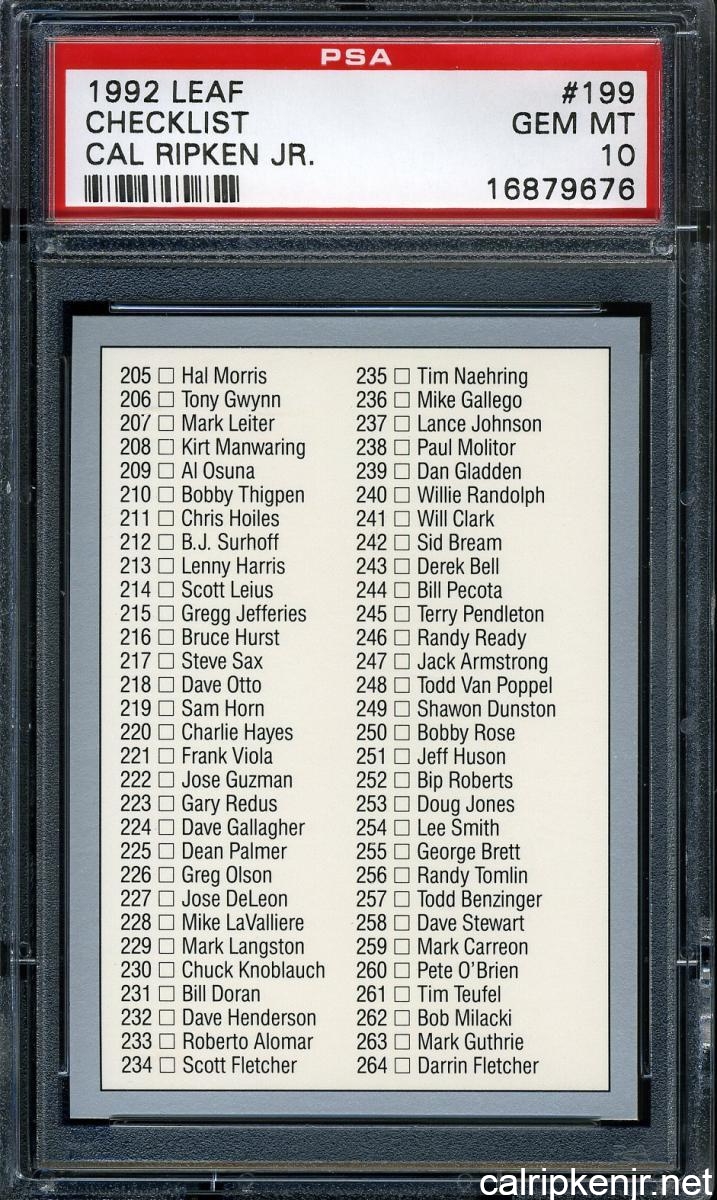 PSA
1992 LEAF #199
CHECKLIST GEM MT
CAL RIPKEN JR. 10
16879676
205 □ Hal Morris
206 □ Tony Gwynn
207 □ Mark Leiter
208 □ Kirt Manwaring
209 □ Al Osuna
210 □ Bobby Thigpen
211 □ Chris Hoiles
212 □ B.J. Surhoff
213 □ Lenny Harris
214 □ Scott Leius
215 □ Gregg Jefferies
216 □ Bruce Hurst
217 □ Steve Sax
218 □ Dave Otto
219 □ Sam Horn
220 □ Charlie Hayes
221 □ Frank Viola
222 □ Jose Guzman
223 □ Gary Redus
224 □ Dave Gallagher
225 □ Dean Palmer
226 □ Greg Olson
227 □ Jose DeLeon
228 □ Mike LaValliere
229 □ Mark Langston
230 □ Chuck Knoblauch
231 □ Bill Doran
232 □ Dave Henderson
233 □ Roberto Alomar
234 □ Scott Fletcher
235 □ Tim Naehring
236 □ Mike Gallego
237 □ Lance Johnson
238 □ Paul Molitor
239 □ Dan Gladden
240 □ Willie Randolph
241 □ Will Clark
242 □ Sid Bream
243 □ Derek Bell
244 □ Bill Pecota
245 □ Terry Pendleton
246 □ Randy Ready
247 □ Jack Armstrong
248 □ Todd Van Poppel
249 □ Shawon Dunston
250 □ Bobby Rose
251 □ Jeff Huson
252 □ Bip Roberts
253 □ Doug Jones
254 □ Lee Smith
255 □ George Brett
256 □ Randy Tomlin
257 □ Todd Benzinger
258 □ Dave Stewart
259 □ Mark Carreon
260 □ Pete O'Brien
261 □ Tim Teufel
262 □ Bob Milacki
263 □ Mark Guthrie
264 □ Darrin Fletcher
calripkenjr.net